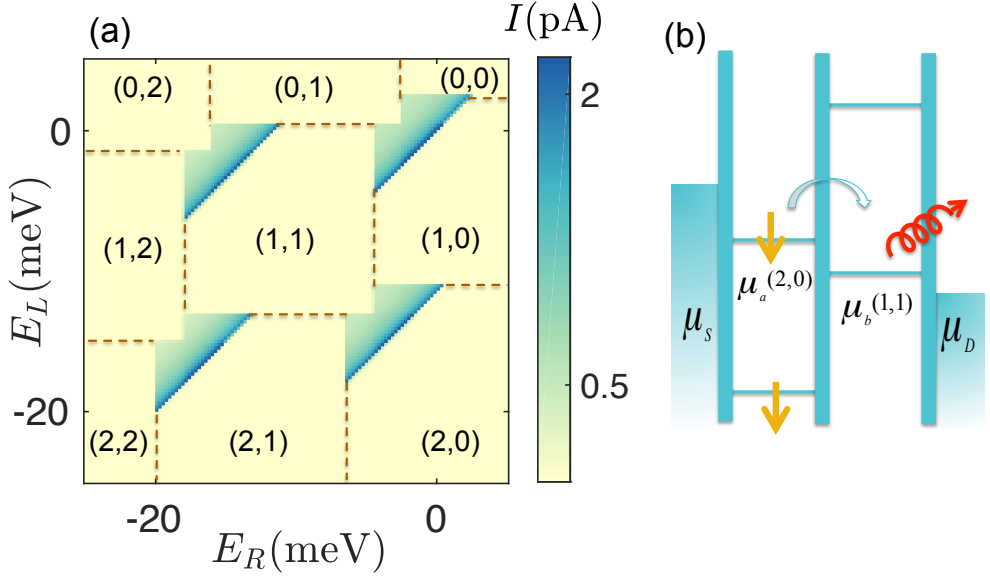 (a)
I(pA)
(b)
(0,2)
(0,1)
(0,0)
2
0
(1,2)
(1,1)
(1,0)
E_L(meV)
μ_a^(2,0)
μ_b^(1,1)
μ_S
μ_D
0.5
-20
(2,2)
(2,1)
(2,0)
-20
0
E_R(meV)